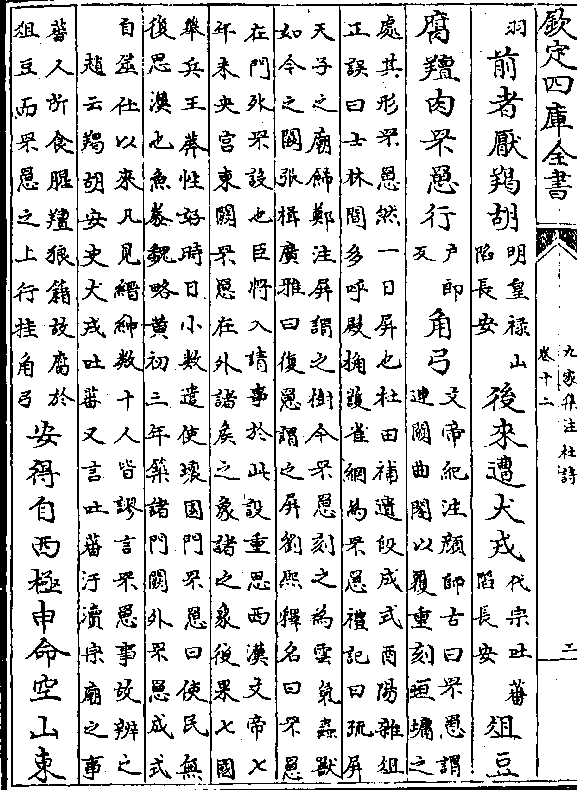 欽定四庫全書
九家集注杜詩
卷十二
羽前者厭羯胡明皇禄山陷長安後來遭犬戎代宗吐蕃陷長安俎豆
腐羶肉罘罳行戶郎反角弓文帝紀注顔師古曰罘罳謂連闕曲閣以覆重刻垣墉之
處其形罘罳然一曰屏也杜田補遺段成式酉陽雜俎
正誤曰士林間多呼殿桷護雀網為罘罳禮記曰疏屏
天子之廟飾鄭注屏謂之樹今罘罳刻之為雲氣蟲獸
如今之闕張揖廣雅曰復罳謂之屏劉熙釋名曰罘罳
在門外罘設也臣將入請事於此設重思西漢文帝七
年未央宫東闕罘罳在外諸矦之象諸之象後果七國
舉兵王莽性好時日小數遣使壞園門罘罳曰使民無
復思漢也魚豢魏略黄初三年築諸門闕外罘罳成式
自筮仕以來凡見縉紳数十人皆謬言罘罳事故辨之
趙云羯胡安史犬戎吐蕃又言吐蕃汙瀆宗廟之事
蕃人所食腥羶狼籍故腐於
俎豆而罘罳之上行挂角弓安得自西極申命空山東